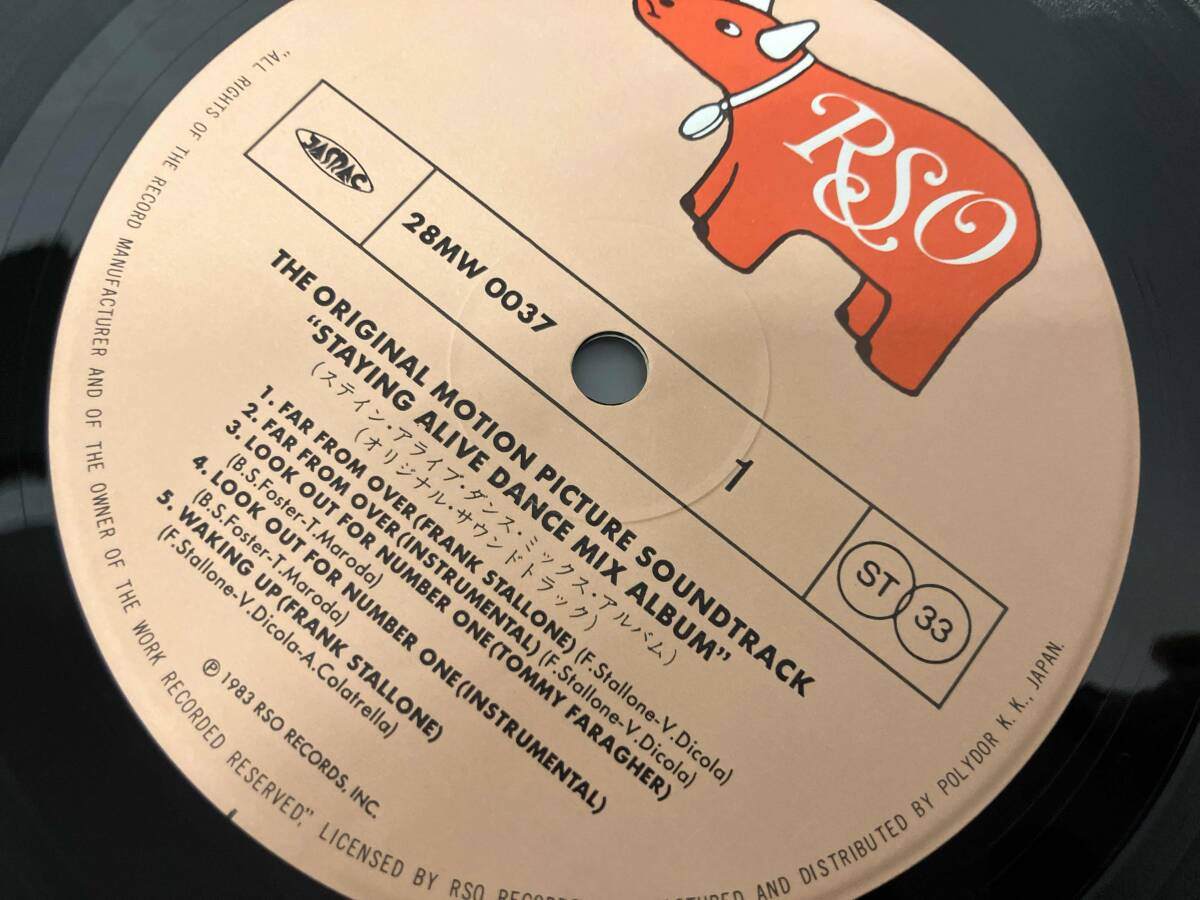 RSO
JASRAC
28MW 0037
1
ST 33
THE ORIGINAL MOTION PICTURE SOUNDTRACK
“STAYING ALIVE DANCE MIX ALBUM”
(ステイン・アライブ・ダンス・ミックス・アルバム)
(オリジナル・サウンドトラック)
1. FAR FROM OVER(FRANK STALLONE) (F.Stallone-V.Dicola)
2. FAR FROM OVER(INSTRUMENTAL) (F.Stallone-V.Dicola)
3. LOOK OUT FOR NUMBER ONE(TOMMY FARAGHER)
(B.S.Foster-T.Maroda)
4. LOOK OUT FOR NUMBER ONE(INSTRUMENTAL)
(B.S.Foster-T.Maroda)
5. WAKING UP(FRANK STALLONE)
(F.Stallone-V.Dicola-A.Colatrella)
℗ 1983 RSO RECORDS, INC.
“ALL RIGHTS OF THE RECORD MANUFACTURER AND OF THE OWNER OF THE WORK RECORDED RESERVED,” LICENSED BY RSO AND DISTRIBUTED BY POLYDOR K.K., JAPAN.